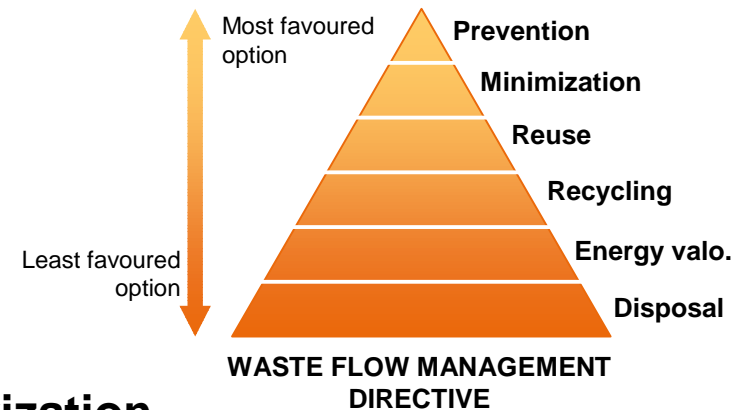 Most favoured
option
Prevention
Minimization
Reuse
Recycling
Energy valo.
Disposal
Least favoured
option
WASTE FLOW MANAGEMENT
DIRECTIVE